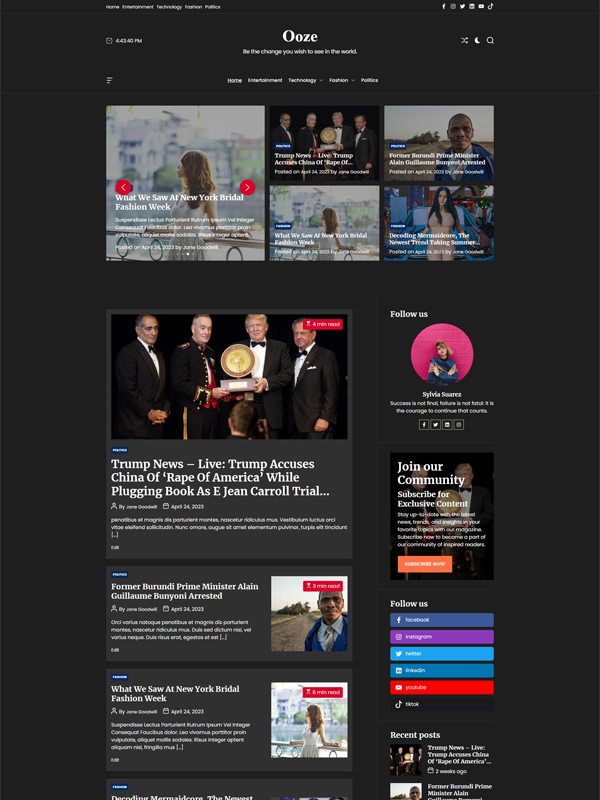 Home Entertainment Technology Fashion Politics
4:43:40 PM
Ooze
Be the change you wish to see in the world.
Home Entertainment Technology Fashion Politics
What We Saw At New York Bridal
Fashion Week
Suspendisse Lectus Parturient Rutrum Ipsum Vel Integer
Consequat Faucibus dolor. Leo vivamus porttitor proin
vulputate, aliquet mattis sodales. Risus integer aptent
Posted on April 24, 2023 by Jane Goodwill
POLITICS
Trump News – Live: Trump
Accuses China Of 'Rape Of…
Posted on April 24, 2023 by Jane Goodwill
POLITICS
Former Burundi Prime Minister
Alain Guillaume Bunyoni Arrested
Posted on April 24, 2023 by Jane Goodwill
FASHION
What We Saw At New York Bridal
Fashion Week
Posted on April 24, 2023 by Jane Goodwill
FASHION
Decoding Mermaidcore, The
Newest Trend Taking Summer…
Posted on April 24, 2023 by Jane Goodwill
4 min read
POLITICS
Trump News – Live: Trump Accuses
China Of ‘Rape Of America’ While
Plugging Book As E Jean Carroll Trial…
By Jane Goodwill April 24, 2023
penatibus et magnis dis parturient montes, nascetur ridiculus mus. Vestibulum luctus orci
vitae eleifend sollicitudin. Nunc ornare, augue sit amet elementum pulvinar, turpis elit tincidunt
[…]
Edit
POLITICS
Former Burundi Prime Minister Alain
Guillaume Bunyoni Arrested
By Jane Goodwill April 24, 2023
Orci varius natoque penatibus et magnis dis parturient
montes, nascetur ridiculus mus. Duis sed dictum nisi, vel
varius neque. Duis risus erat, egestas et est […]
Edit
3 min read
FASHION
What We Saw At New York Bridal
Fashion Week
By Jane Goodwill April 24, 2023
Suspendisse Lectus Parturient Rutrum Ipsum Vel Integer
Consequat Faucibus dolor. Leo vivamus porttitor proin
vulputate, aliquet mattis sodales. Risus integer aptent
aliquam nisl, fringilla mus […]
Edit
6 min read
FASHION
Decoding Mermaidcore, The Newest
Follow us
Sylvia Suarez
Success is not final, failure is not fatal: it is
the courage to continue that counts.
Join our
Community
Subscribe for
Exclusive Content
Stay up-to-date with the latest
news, trends, and insights in your
favorite topics with our magazine.
Subscribe now to become a part of
our community of inspired readers.
SUBSCRIBE NOW
Follow us
facebook
instagram
twitter
linkedin
youtube
tiktok
Recent posts
Trump News – Live:
Trump Accuses China
Of ‘Rape Of America’…
2 weeks ago
Former Burundi Prime
Minister Alain